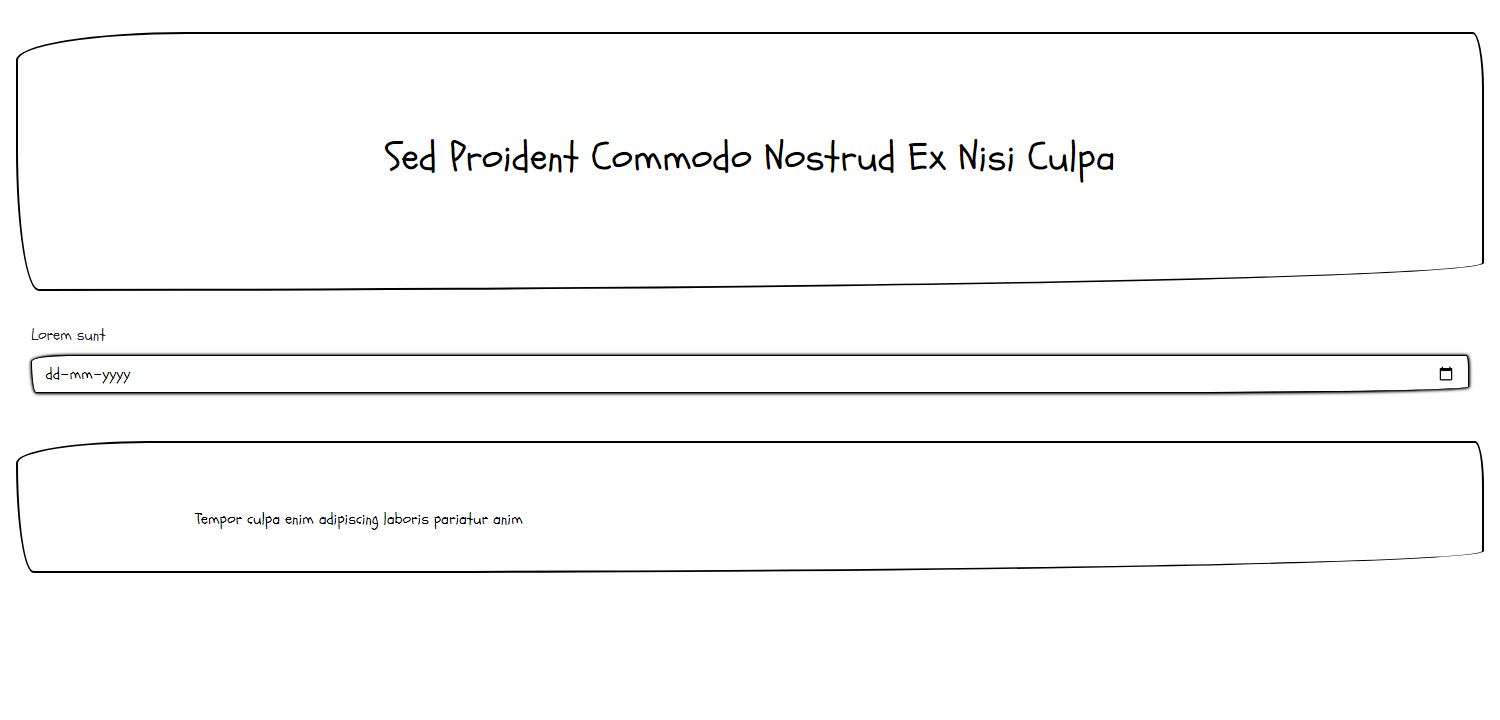 Sed Proident Commodo Nostrud Ex Nisi Culpa
Lorem sunt
dd-mm-yyyy
Tempor culpa enim adipiscing laboris pariatur anim